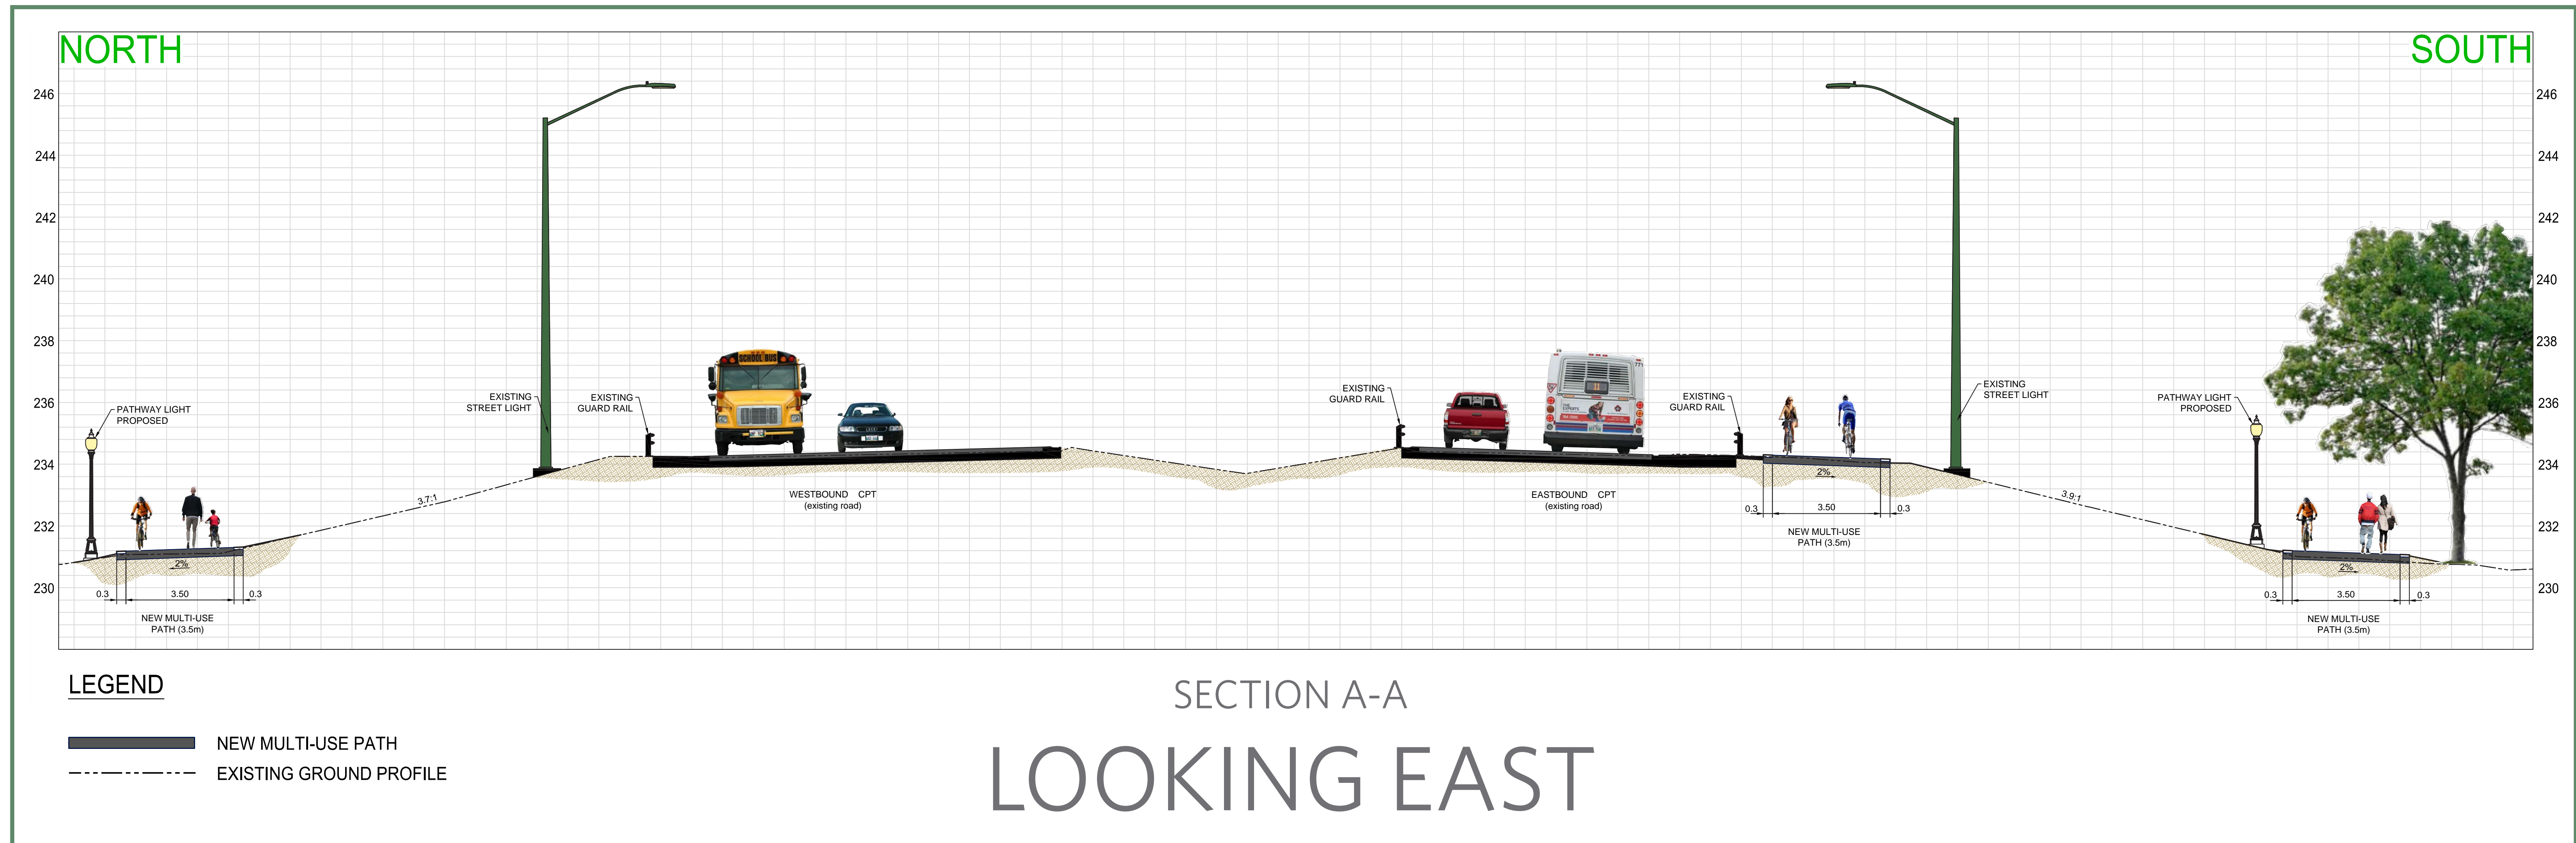 NORTH
SOUTH
246
244
242
240
238
236
234
232
230
246
244
242
240
238
236
234
232
230
PATHWAY LIGHT
PROPOSED
2%
0.3
3.50
0.3
NEW MULTI-USE
PATH (3.5m)
3.7:1
EXISTING
STREET LIGHT
EXISTING
GUARD RAIL
SCHOOL BUS
WESTBOUND CPT
(existing road)
EXISTING
GUARD RAIL
771
11
EASTBOUND CPT
(existing road)
EXISTING
GUARD RAIL
2%
0.3
3.50
0.3
NEW MULTI-USE
PATH (3.5m)
EXISTING
STREET LIGHT
3.9:1
PATHWAY LIGHT
PROPOSED
2%
0.3
3.50
0.3
NEW MULTI-USE
PATH (3.5m)
LEGEND
NEW MULTI-USE PATH
EXISTING GROUND PROFILE
SECTION A-A
LOOKING EAST